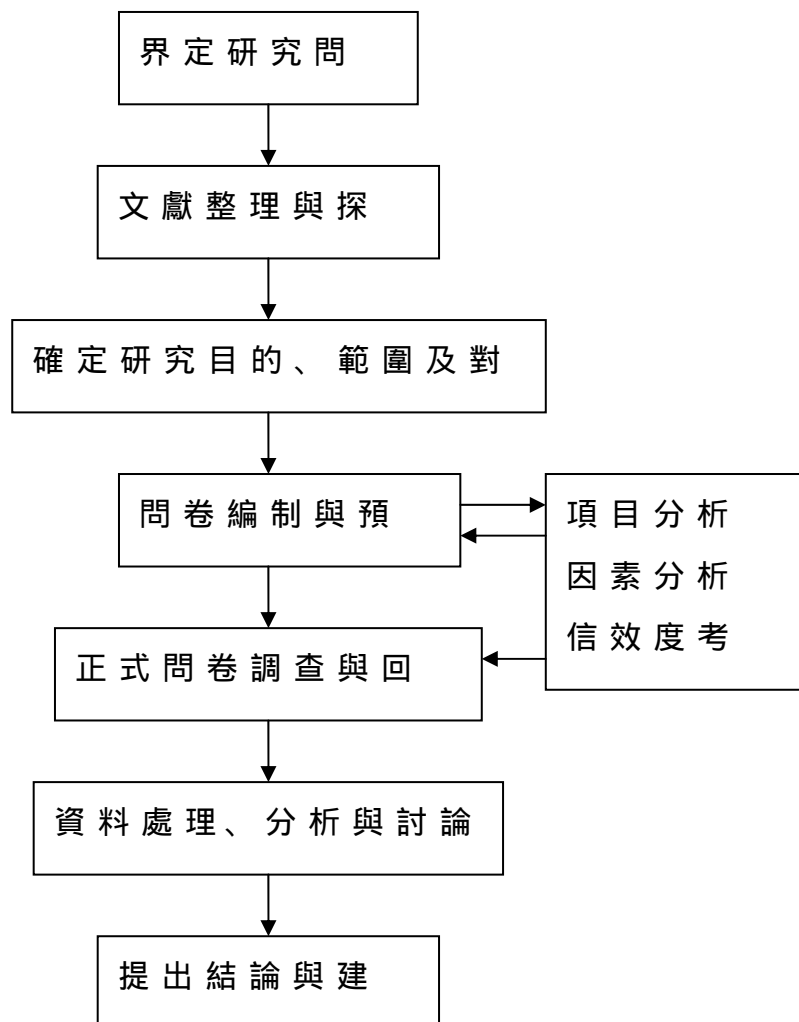 界定研究問
文獻整理與探
確定研究目的、範圍及對
問卷編制與預
項目分析
因素分析
信效度考
正式問卷調查與回
資料處理、分析與討論
提出結論與建